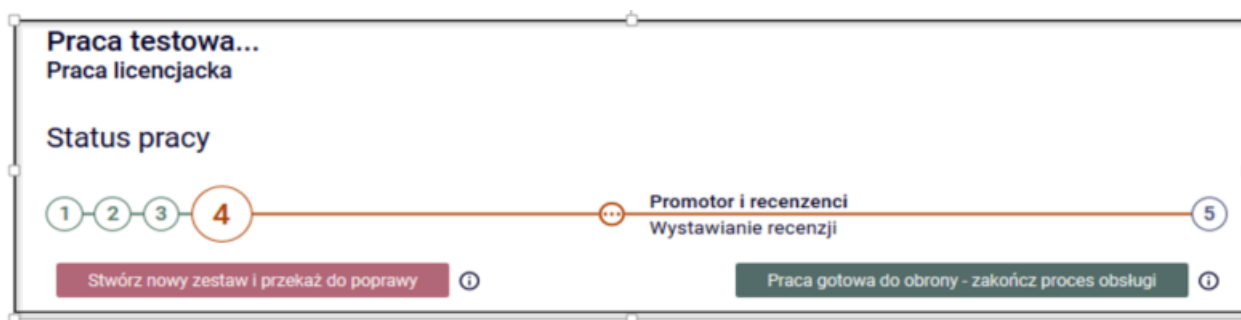 Praca testowa...
Praca licencjacka
Status pracy
1 2 3 4 5
Promotor i recenzenci
Wystawianie recenzji
Stwórz nowy zestaw i przekaż do poprawy
Praca gotowa do obrony - zakończ proces obsługi